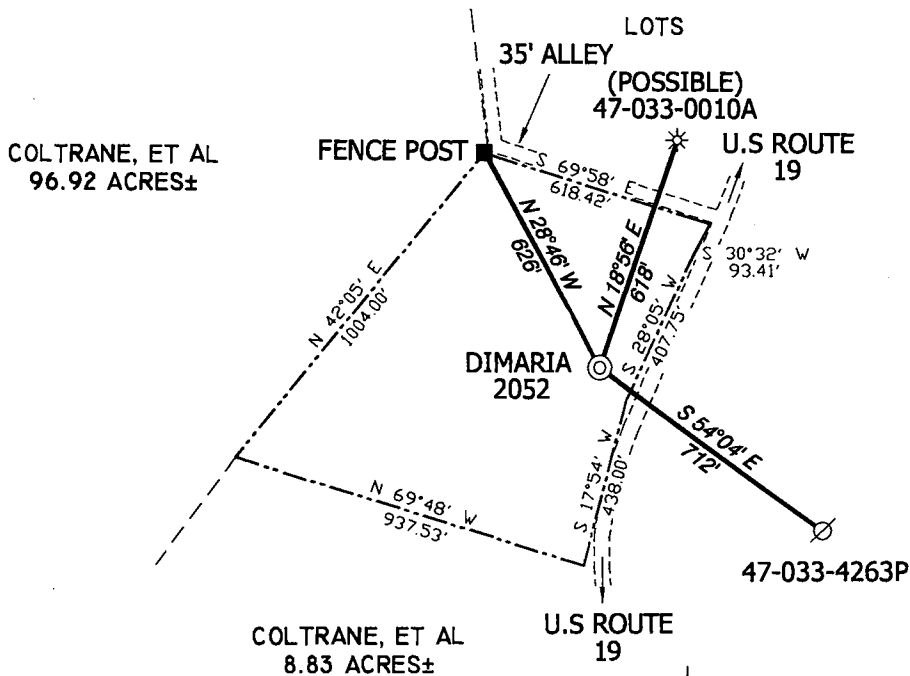 LOTS
35' ALLEY
(POSSIBLE)
47-033-0010A
U.S ROUTE
19
COLTRANE, ET AL
96.92 ACRES±
FENCE POST
S 69°58' E
618.42'
N 28°46' W
626'
N 18°56' E
618'
S 30°32' W
93.41'
N 42°05' E
1004.00'
S 28°05' W
407.75'
DIMARIA
2052
S 54°04' E
712'
S 17°54' W
438.00'
N 69°48' W
937.53'
47-033-4263P
U.S ROUTE
19
COLTRANE, ET AL
8.83 ACRES±